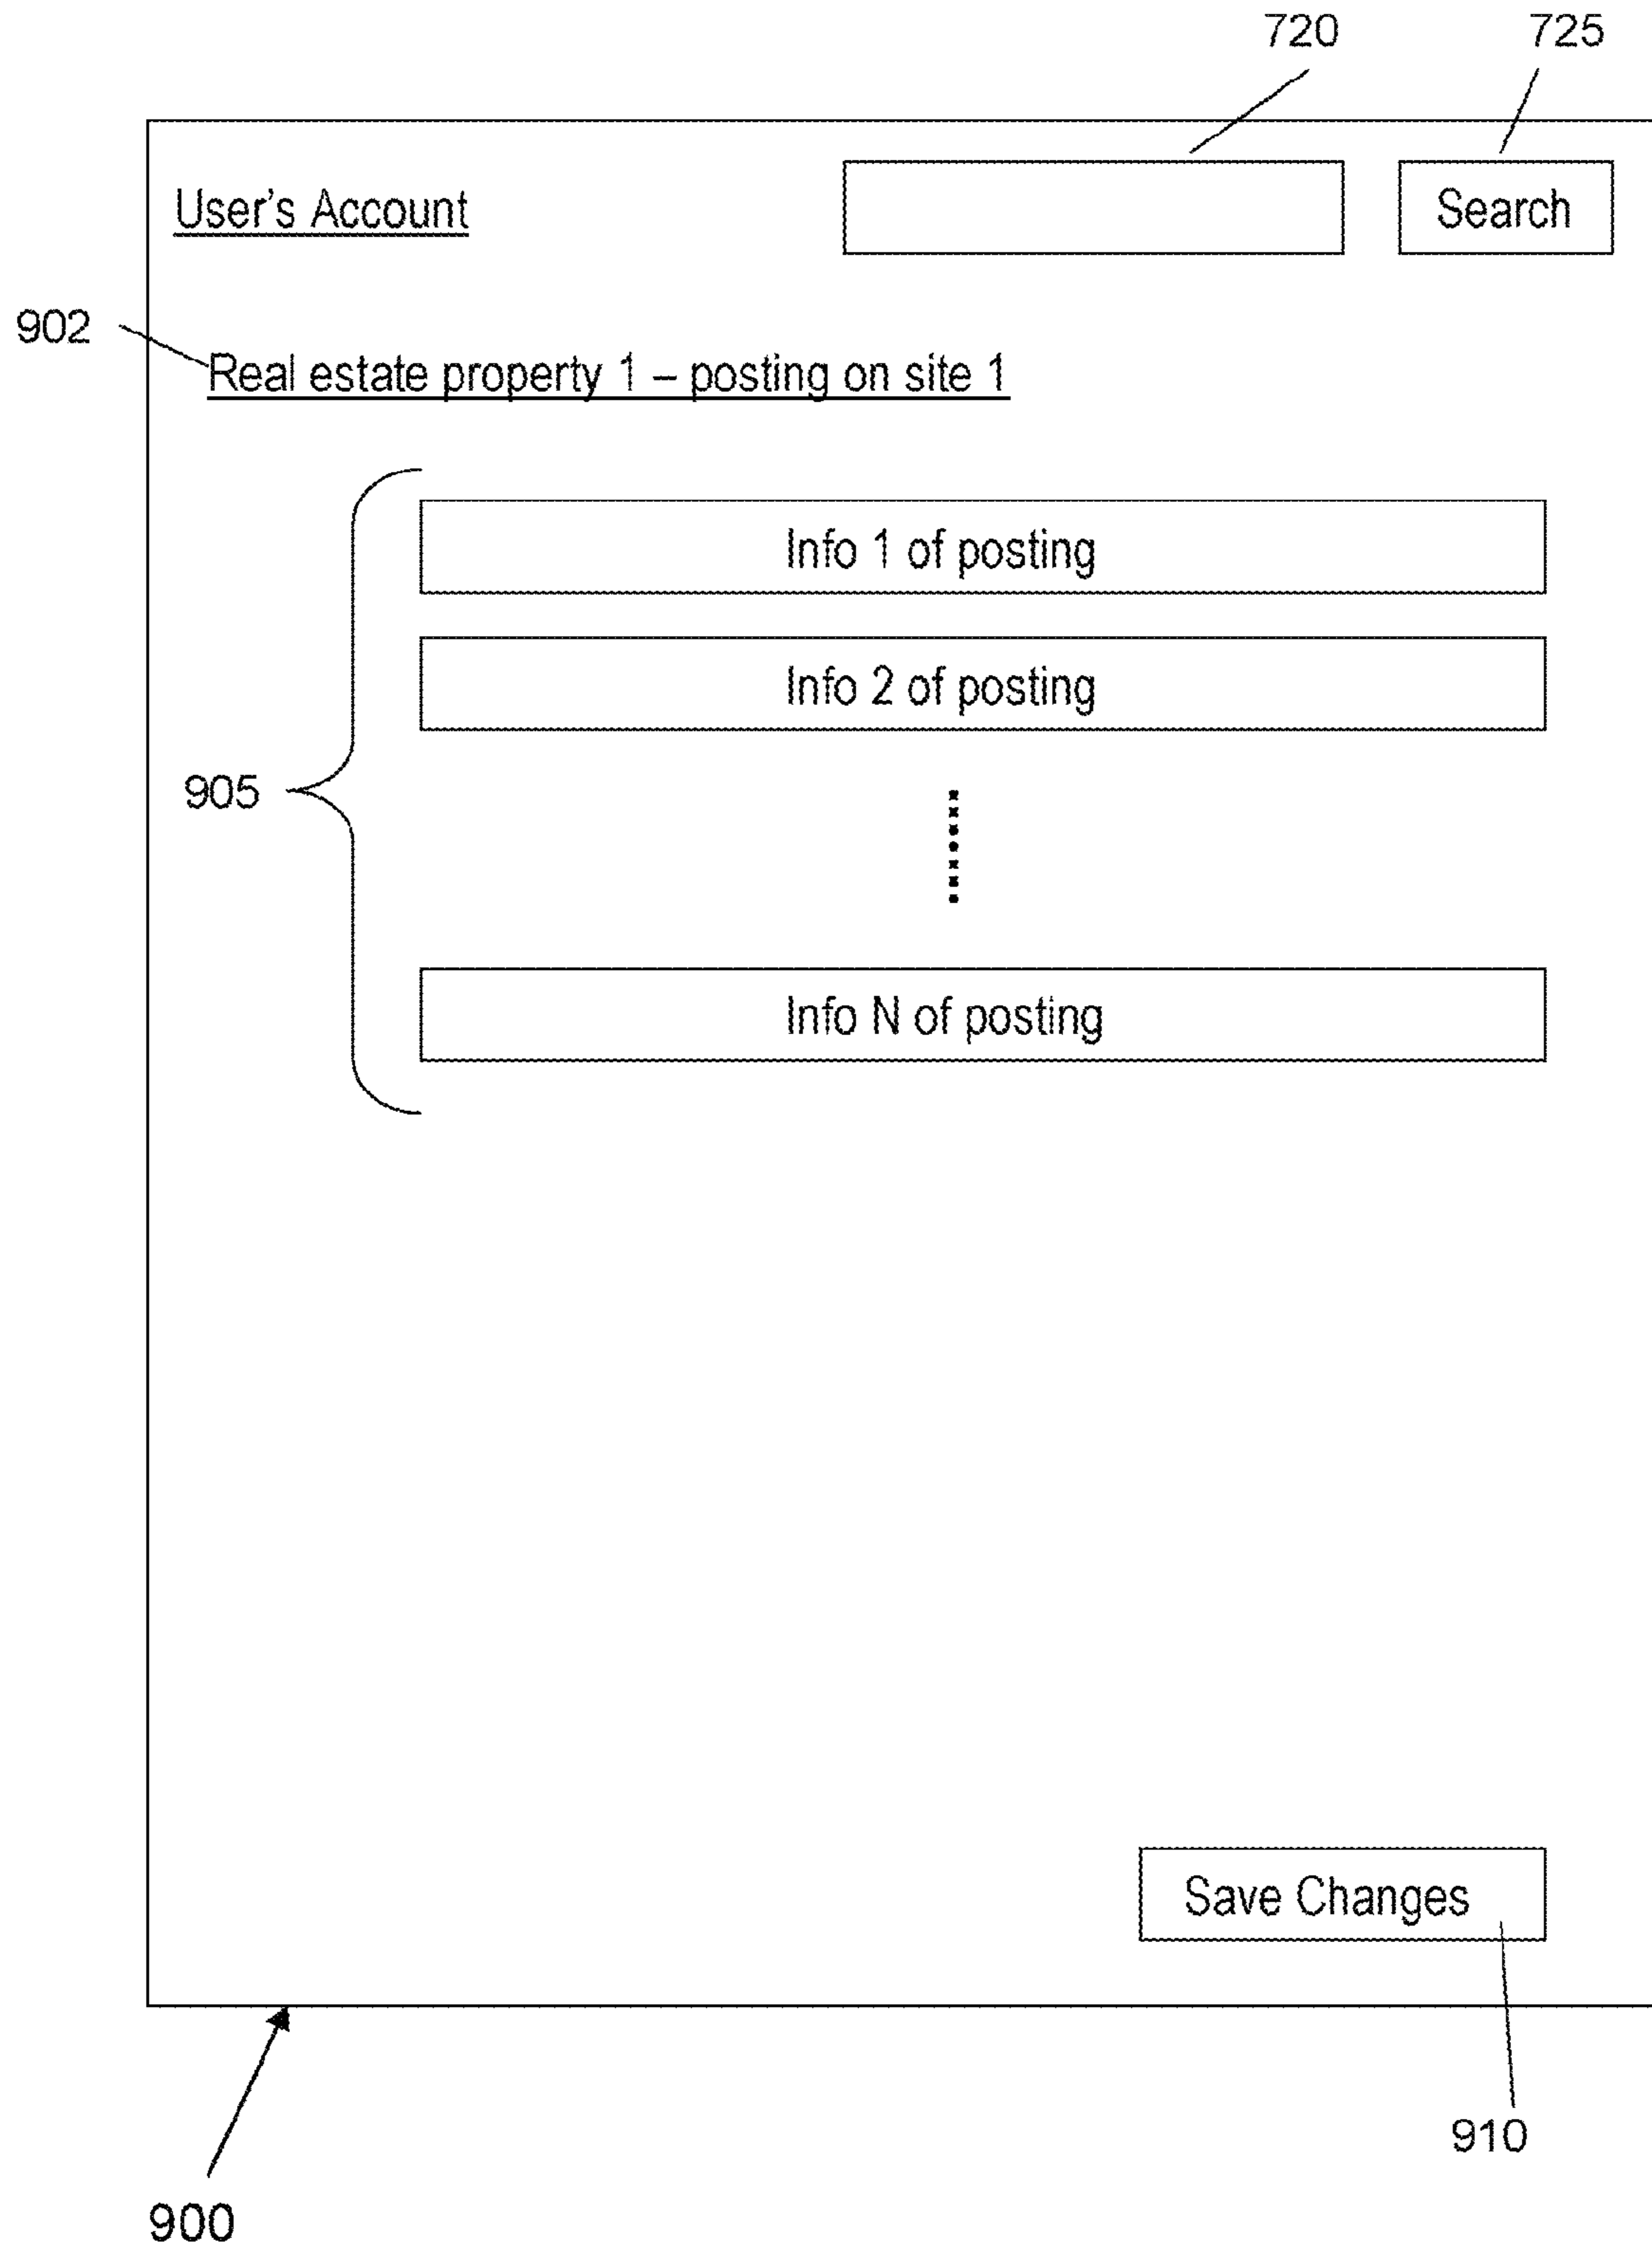 720 725
User's Account Search
902
Real estate property 1 – posting on site 1
Info 1 of posting
Info 2 of posting
905
Info N of posting
Save Changes
910
900